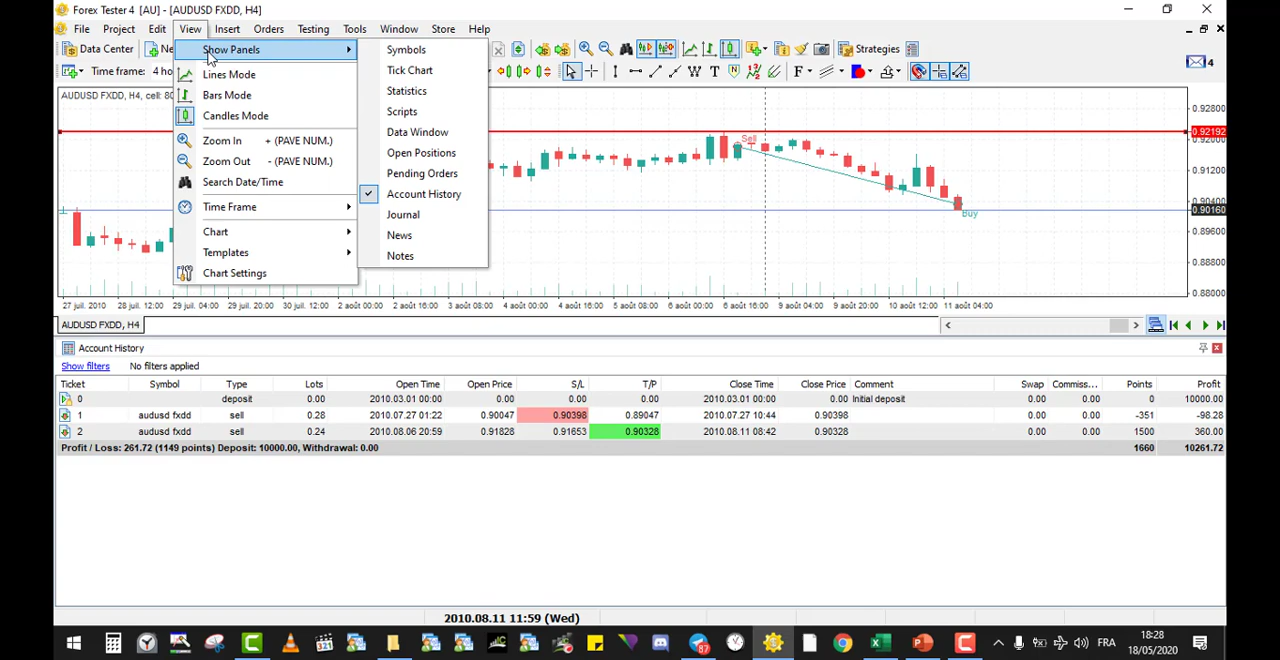 Forex Tester 4 [AU] - [AUDUSD FXDD, H4]
File Project Edit View Insert Orders Testing Tools Window Store Help
Data Center Strategies
Time frame: 4 4
AUDUSD FXDD, H4, cell:
Show Panels
Lines Mode
Bars Mode
Candles Mode
Zoom In + (PAVE NUM.)
Zoom Out - (PAVE NUM.)
Search Date/Time
Time Frame
Chart
Templates
Chart Settings
Symbols
Tick Chart
Statistics
Scripts
Data Window
Open Positions
Pending Orders
Account History
Journal
News
Notes
Sell
Buy
0.92800
0.92192
0.92000
0.91200
0.90400
0.90160
0.89600
0.88800
0.88000
27 juil. 2010 28 juil. 12:00 29 juil. 04:00 29 juil. 20:00 30 juil. 12:00 2 août 00:00 2 août 16:00 3 août 08:00 4 août 00:00 4 août 16:00 5 août 08:00 6 août 00:00 6 août 16:00 9 août 04:00 9 août 20:00 10 août 12:00 11 août 04:00
AUDUSD FXDD, H4
Account History
Show filters No filters applied
Ticket Symbol Type Lots Open Time Open Price S/L T/P Close Time Close Price Comment Swap Commiss... Points Profit
0 deposit 0.00 2010.03.01 00:00 0.00 0.00 0.00 2010.03.01 00:00 0.00 Initial deposit 0.00 0.00 0 10000.00
1 audusd fxdd sell 0.28 2010.07.27 01:22 0.90047 0.90398 0.89047 2010.07.27 10:44 0.90398 0.00 0.00 -351 -98.28
2 audusd fxdd sell 0.24 2010.08.06 20:59 0.91828 0.91653 0.90328 2010.08.11 08:42 0.90328 0.00 0.00 1500 360.00
Profit / Loss: 261.72 (1149 points) Deposit: 10000.00, Withdrawal: 0.00 1660 10261.72
2010.08.11 11:59 (Wed)
87 FRA 18:28
18/05/2020